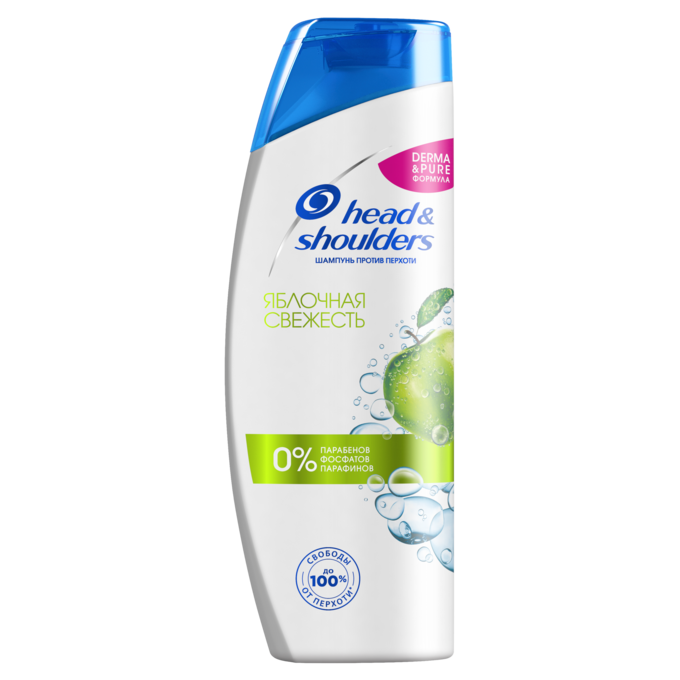 DERMA
&PURE
ФОРМУЛА
head&
shoulders
ШАМПУНЬ ПРОТИВ ПЕРХОТИ
ЯБЛОЧНАЯ
СВЕЖЕСТЬ
0%
ПАРАБЕНОВ
ФОСФАТОВ
ПАРАФИНОВ
СВОБОДЫ
ДО
100%
ОТ ПЕРХОТИ*